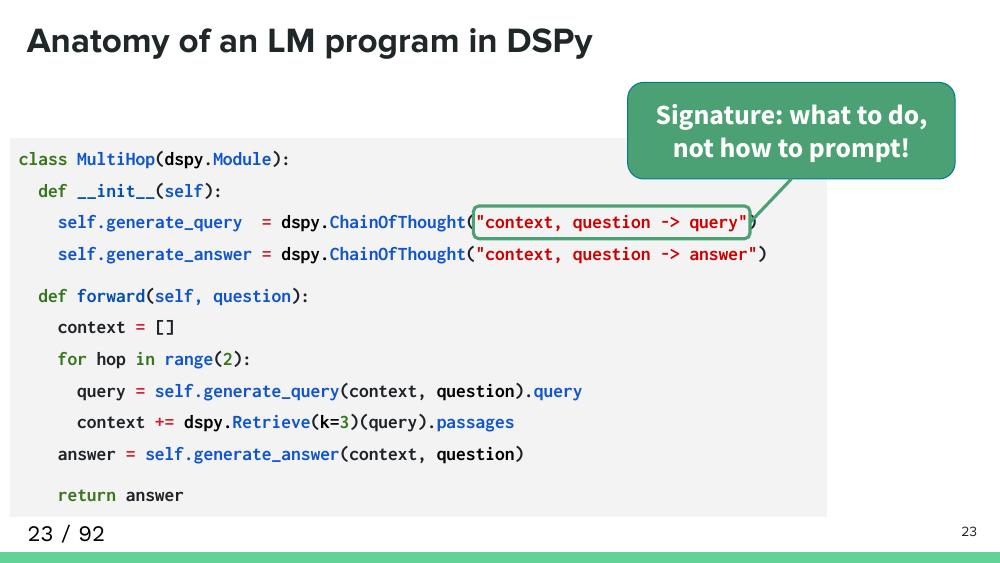 Anatomy of an LM program in DSPy
Signature: what to do,
not how to prompt!
class MultiHop(dspy.Module):
  def __init__(self):
    self.generate_query  = dspy.ChainOfThought("context, question -> query")
    self.generate_answer = dspy.ChainOfThought("context, question -> answer")
  def forward(self, question):
    context = []
    for hop in range(2):
      query = self.generate_query(context, question).query
      context += dspy.Retrieve(k=3)(query).passages
    answer = self.generate_answer(context, question)
    return answer
23 / 92
23